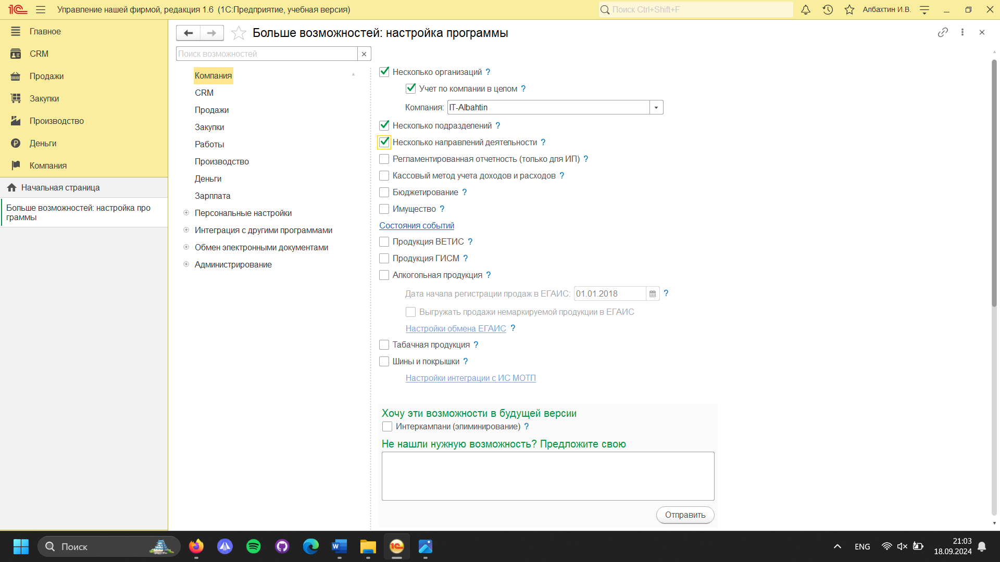 Управление нашей фирмой, редакция 1.6 (1С:Предприятие, учебная версия)
Поиск Ctrl+Shift+F
Албахтин И.В.
Главное
CRM
Продажи
Закупки
Производство
Деньги
Компания
Начальная страница
Больше возможностей: настройка про
граммы
Больше возможностей: настройка программы
Поиск возможностей
Компания
CRM
Продажи
Закупки
Работы
Производство
Деньги
Зарплата
Персональные настройки
Интеграция с другими программами
Обмен электронными документами
Администрирование
Несколько организаций ?
Учет по компании в целом ?
Компания: IT-Albahtin
Несколько подразделений ?
Несколько направлений деятельности ?
Регламентированная отчетность (только для ИП) ?
Кассовый метод учета доходов и расходов ?
Бюджетирование ?
Имущество ?
Состояния событий
Продукция ВЕТИС ?
Продукция ГИСМ ?
Алкогольная продукция ?
Дата начала регистрации продаж в ЕГАИС: 01.01.2018 ?
Выгружать продажи немаркируемой продукции в ЕГАИС
Настройки обмена ЕГАИС ?
Табачная продукция ?
Шины и покрышки ?
Настройки интеграции с ИС МОТП
Хочу эти возможности в будущей версии
Интеркампани (элиминирование) ?
Не нашли нужную возможность? Предложите свою
Отправить
Поиск
ENG
21:03
18.09.2024